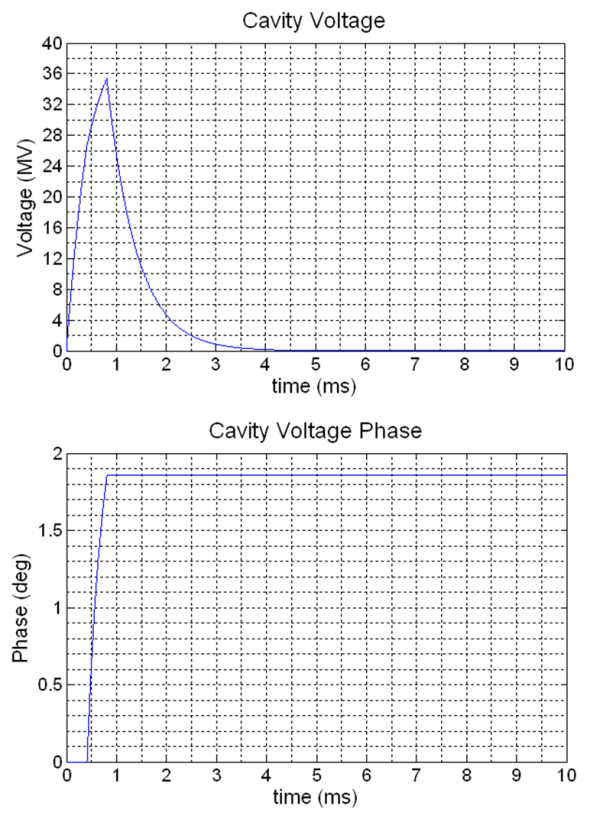 Cavity Voltage
Voltage (MV)
40
36
32
28
24
20
16
12
8
4
0
0 1 2 3 4 5 6 7 8 9 10
time (ms)
Cavity Voltage Phase
Phase (deg)
2
1.5
1
0.5
0
0 1 2 3 4 5 6 7 8 9 10
time (ms)